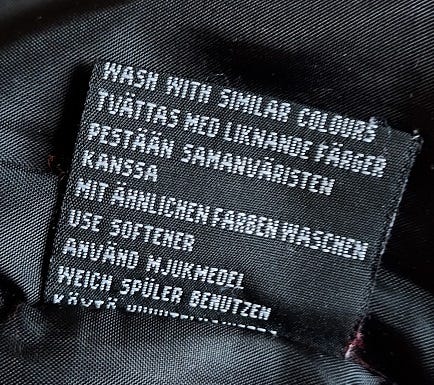 WASH WITH SIMILAR COLOURS
TVÄTTAS MED LIKNANDE FÄRGER
PESTÄÄN SAMANVÄRISTEN
KANSSA
MIT ÄHNLICHEN FARBEN WASCHEN
USE SOFTENER
ANVÄND MJUKMEDEL
WEICH SPÜLER BENUTZEN
KÄYTÄ